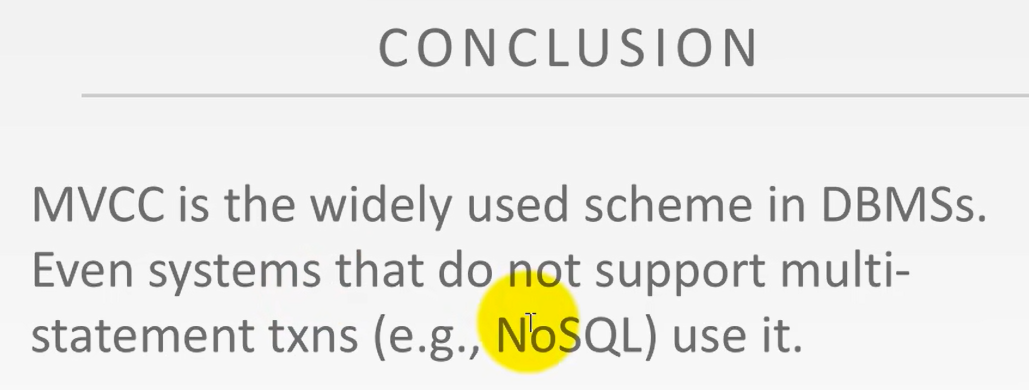 CONCLUSION
MVCC is the widely used scheme in DBMSs.
Even systems that do not support multi-
statement txns (e.g., NoSQL) use it.